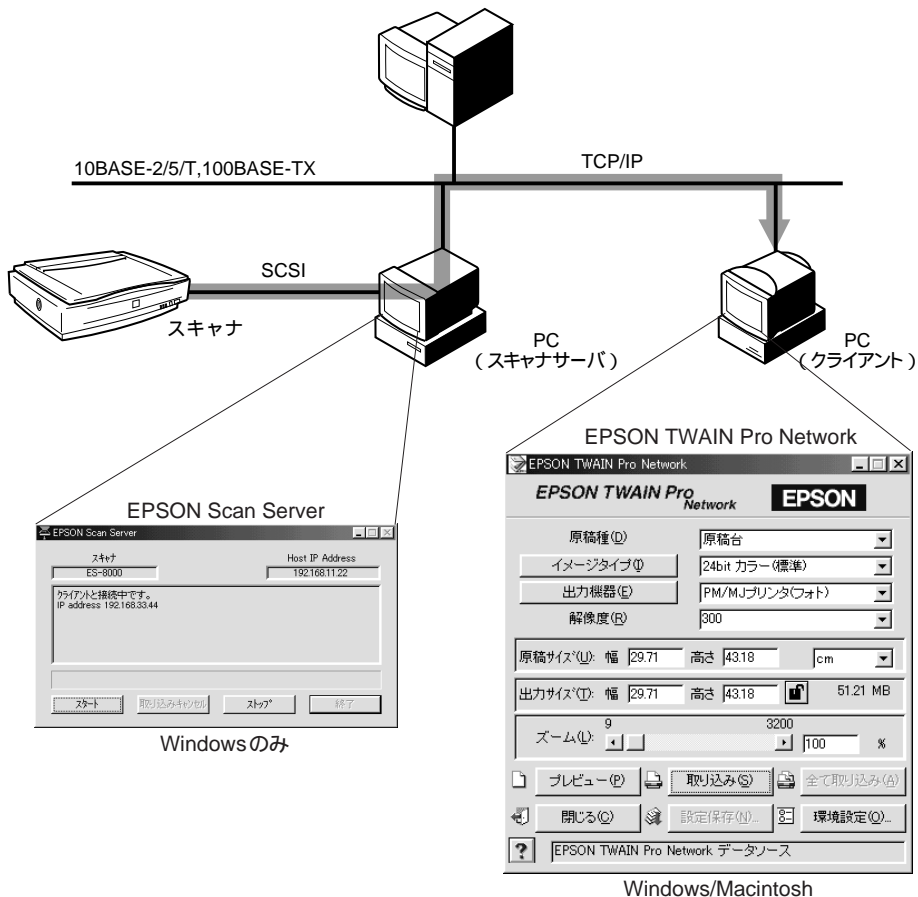 10BASE-2/5/T,100BASE-TX
TCP/IP
SCSI
スキャナ
PC
(スキャナサーバ)
PC
(クライアント)
EPSON Scan Server
EPSON Scan Server
スキャナ
Host IP Address
ES-8000
192.168.11.22
クライアントと接続中です。
IP address 192.168.33.44
スタート
取り込みキャンセル
ストップ
終了
Windowsのみ
EPSON TWAIN Pro Network
EPSON TWAIN Pro Network
EPSON TWAIN Pro Network
EPSON
原稿種(D)
原稿台
イメージタイプ(I)
24bit カラー(標準)
出力機器(E)
PM/MJプリンタ(フォト)
解像度(R)
300
原稿サイズ(U): 幅 29.71 高さ 43.18 cm
出力サイズ(T): 幅 29.71 高さ 43.18 51.21 MB
9 3200
ズーム(L): 100 %
プレビュー(P) 取り込み(S) 全て取り込み(A)
閉じる(C) 設定保存(N)... 環境設定(O)...
? EPSON TWAIN Pro Network データソース
Windows/Macintosh